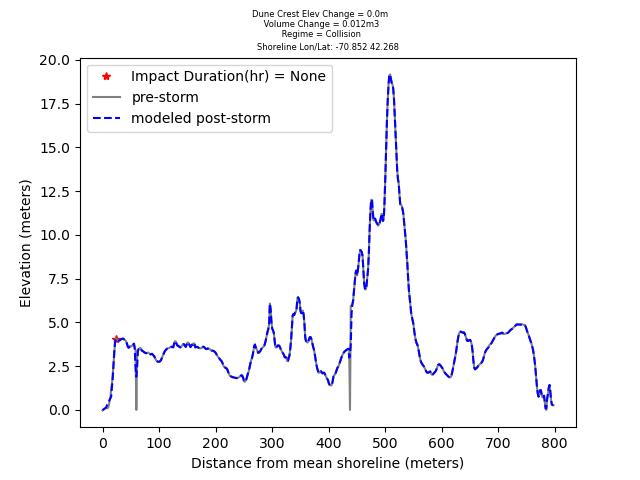 Dune Crest Elev Change = 0.0m
Volume Change = 0.012m3
Regime = Collision
Shoreline Lon/Lat: -70.852 42.268
Impact Duration(hr) = None
pre-storm
modeled post-storm
Elevation (meters)
20.0
17.5
15.0
12.5
10.0
7.5
5.0
2.5
0.0
0 100 200 300 400 500 600 700 800
Distance from mean shoreline (meters)